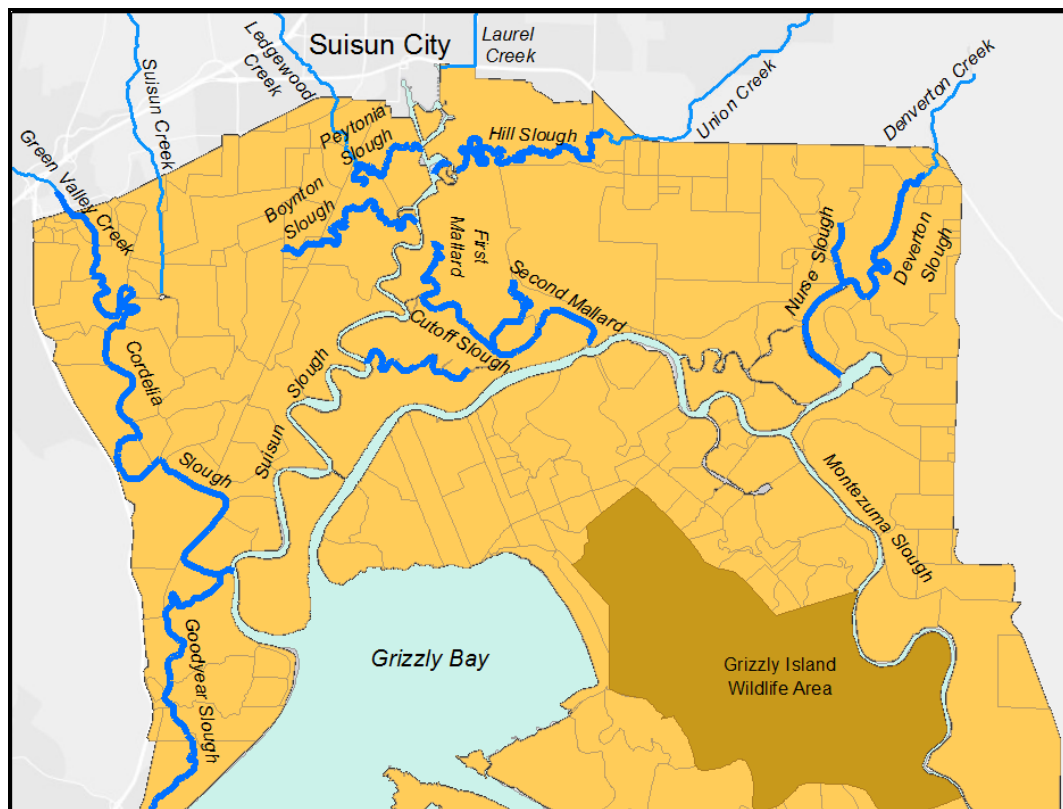 Suisun City
Laurel
Creek
Ledgewood
Creek
Suisun Creek
Union Creek
Denverton Creek
Green Valley Creek
Peytonia
Slough
Hill Slough
Boynton
Slough
First
Mallard
Second Mallard
Nurse Slough
Deverton
Slough
Cutoff Slough
Cordelia
Slough
Suisun
Slough
Montezuma Slough
Goodyear Slough
Grizzly Bay
Grizzly Island
Wildlife Area